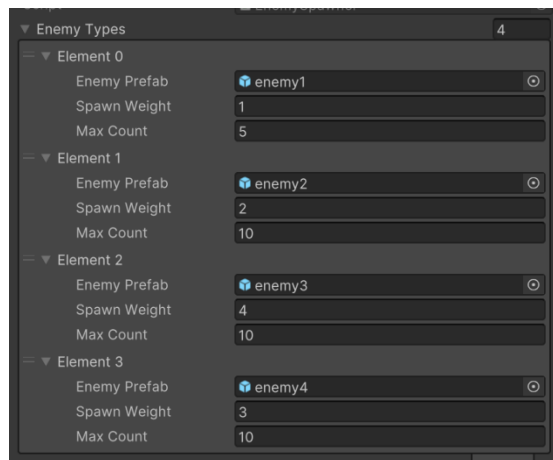 Enemy Types 4
Element 0
Enemy Prefab enemy1
Spawn Weight 1
Max Count 5
Element 1
Enemy Prefab enemy2
Spawn Weight 2
Max Count 10
Element 2
Enemy Prefab enemy3
Spawn Weight 4
Max Count 10
Element 3
Enemy Prefab enemy4
Spawn Weight 3
Max Count 10